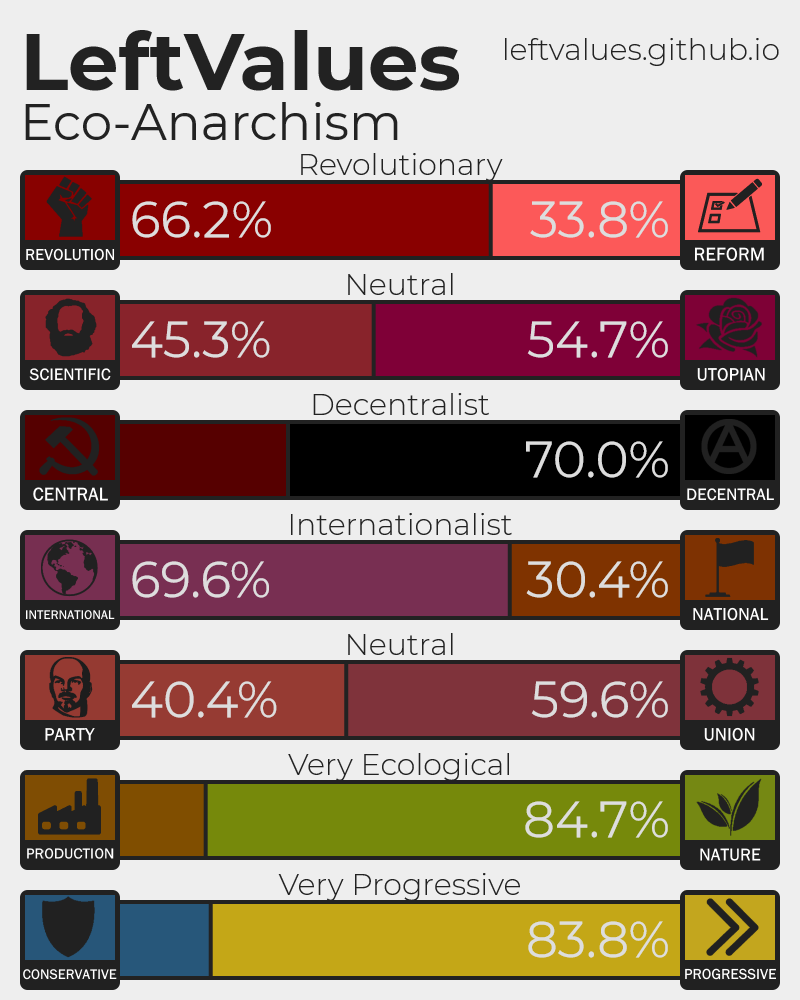 LeftValues
leftvalues.github.io
Eco-Anarchism
Revolutionary
REVOLUTION 66.2% 33.8% REFORM
Neutral
SCIENTIFIC 45.3% 54.7% UTOPIAN
Decentralist
CENTRAL 70.0% DECENTRAL
Internationalist
INTERNATIONAL 69.6% 30.4% NATIONAL
Neutral
PARTY 40.4% 59.6% UNION
Very Ecological
PRODUCTION 84.7% NATURE
Very Progressive
CONSERVATIVE 83.8% PROGRESSIVE